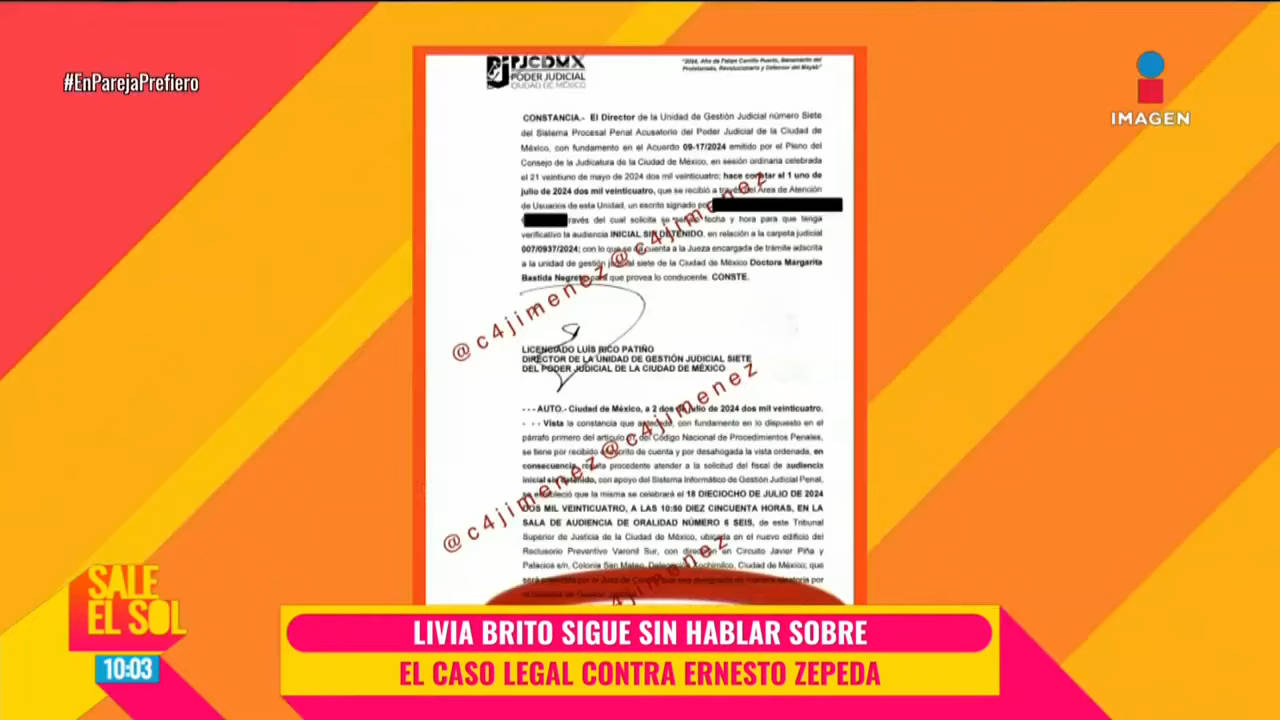 #EnParejaPrefiero
IMAGEN
PJCDMX
PODER JUDICIAL
CIUDAD DE MÉXICO
"2024, Año de Felipe Carrillo Puerto, Benemérito del
Proletariado, Revolucionario y Defensor del Mayab"
CONSTANCIA.- El Director de la Unidad de Gestión Judicial número Siete
del Sistema Procesal Penal Acusatorio del Poder Judicial de la Ciudad de
México, con fundamento en el Acuerdo 09-17/2024 emitido por el Pleno del
Consejo de la Judicatura de la Ciudad de México, en sesión ordinaria celebrada
el 21 veintiuno de mayo de 2024 dos mil veinticuatro; hace constar el 1 uno de
julio de 2024 dos mil veinticuatro, que se recibió a través del Área de Atención
de Usuarios de esta Unidad, un escrito signado por
través del cual solicita se señale fecha y hora para que tenga
verificativo la audiencia INICIAL SIN DETENIDO, en relación a la carpeta judicial
007/0937/2024; con lo que se da cuenta a la Jueza encargada de trámite adscrita
a la unidad de gestión judicial siete de la Ciudad de México Doctora Margarita
Bastida Negrete para que provea lo conducente. CONSTE.
@c4jimenez@c4jimenez
LICENCIADO LUÍS RICO PATIÑO
DIRECTOR DE LA UNIDAD DE GESTIÓN JUDICIAL SIETE
DEL PODER JUDICIAL DE LA CIUDAD DE MÉXICO
- - - AUTO.- Ciudad de México, a 2 dos de julio de 2024 dos mil veinticuatro.
- - - Vista la constancia que antecede, con fundamento en lo dispuesto en el
párrafo primero del artículo del Código Nacional de Procedimientos Penales,
se tiene por recibido el escrito de cuenta y por desahogada la vista ordenada, en
consecuencia, resulta procedente atender a la solicitud del fiscal de audiencia
inicial sin detenido, con apoyo del Sistema Informático de Gestión Judicial Penal,
se estableció que la misma se celebrará el 18 DIECIOCHO DE JULIO DE 2024
DOS MIL VEINTICUATRO, A LAS 10:50 DIEZ CINCUENTA HORAS, EN LA
SALA DE AUDIENCIA DE ORALIDAD NÚMERO 6 SEIS, de este Tribunal
Superior de Justicia de la Ciudad de México, ubicada en el nuevo edificio del
Reclusorio Preventivo Varonil Sur, con dirección en Circuito Javier Piña y
Palacios s/n, Colonia San Mateo, Delegación Xochimilco, Ciudad de México; que
@c4jimenez@c4jimenez
4jimenez
SALE
EL SOL
10:03
LIVIA BRITO SIGUE SIN HABLAR SOBRE
EL CASO LEGAL CONTRA ERNESTO ZEPEDA